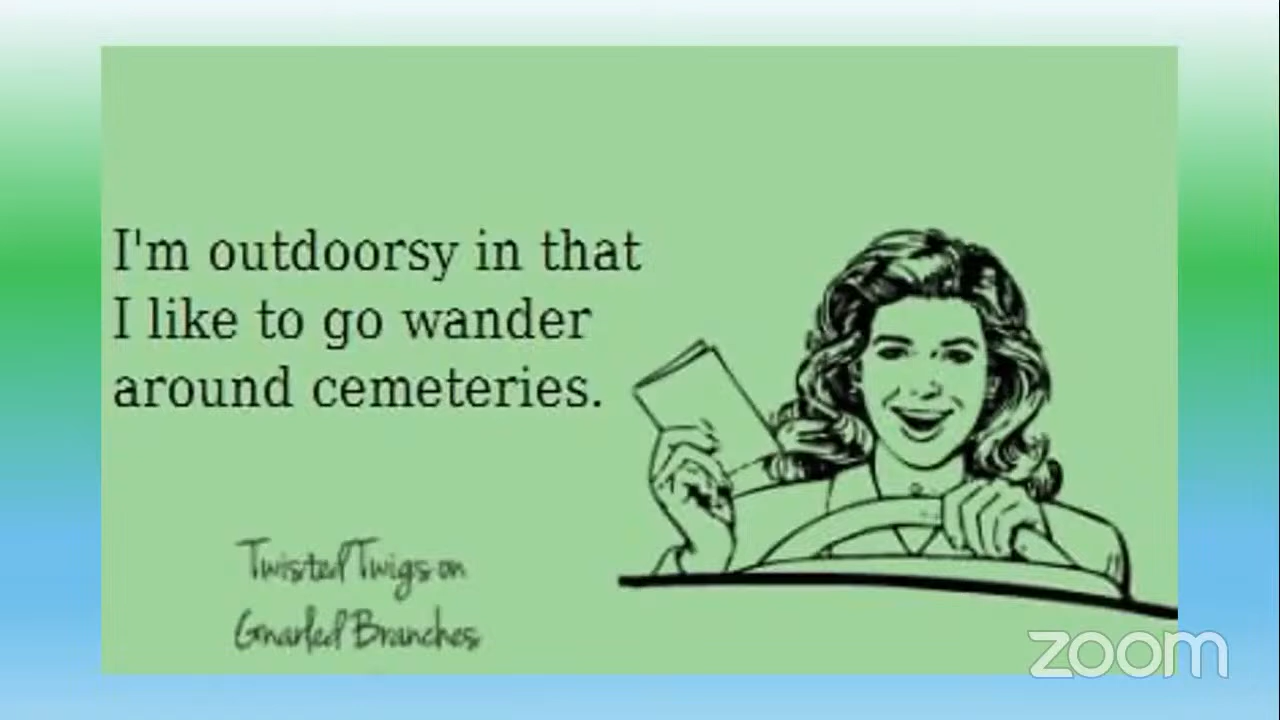 I'm outdoorsy in that
I like to go wander
around cemeteries.
Twisted Twigs on
Gnarled Branches
zoom